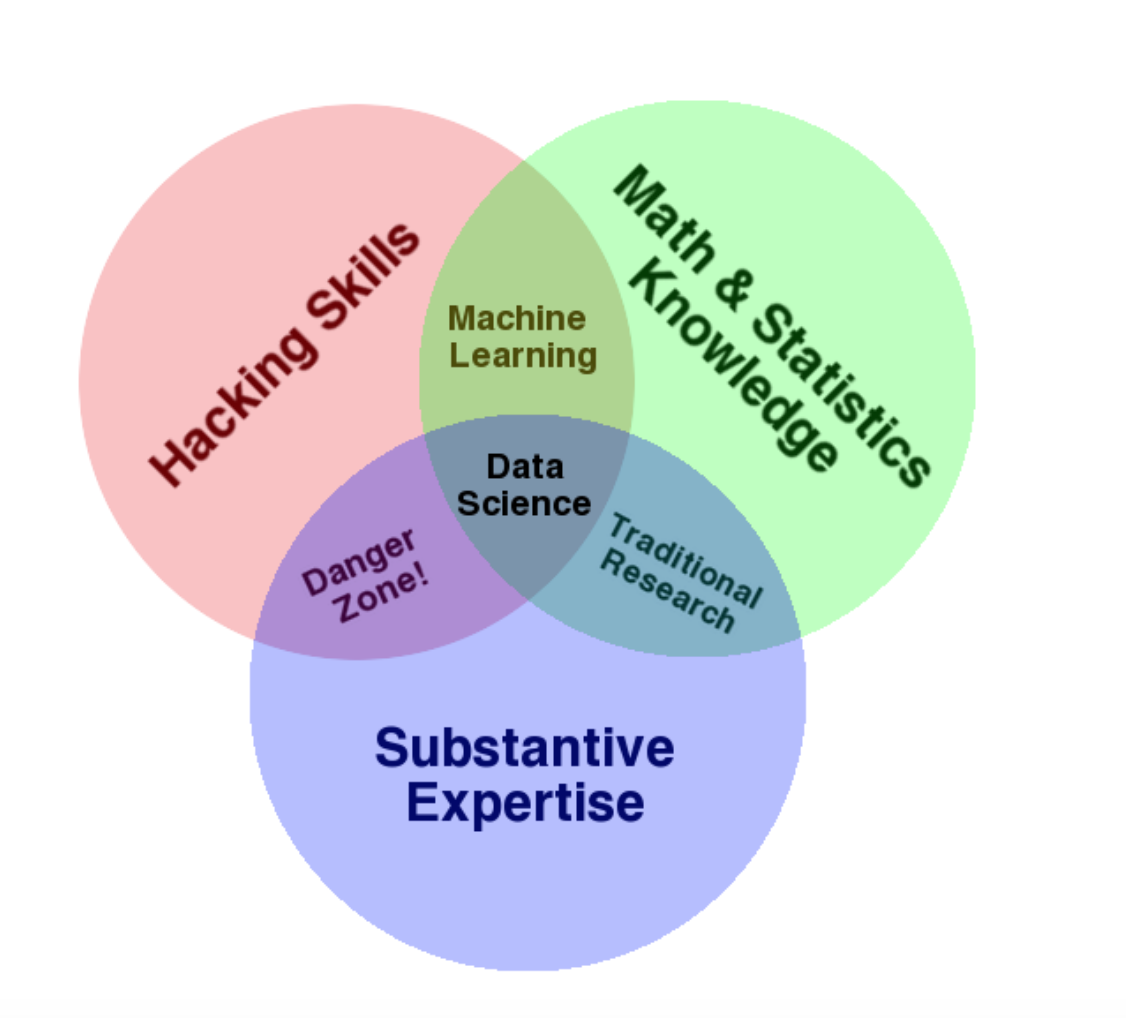 Hacking Skills
Math & Statistics
Knowledge
Machine
Learning
Data
Science
Danger
Zone!
Traditional
Research
Substantive
Expertise